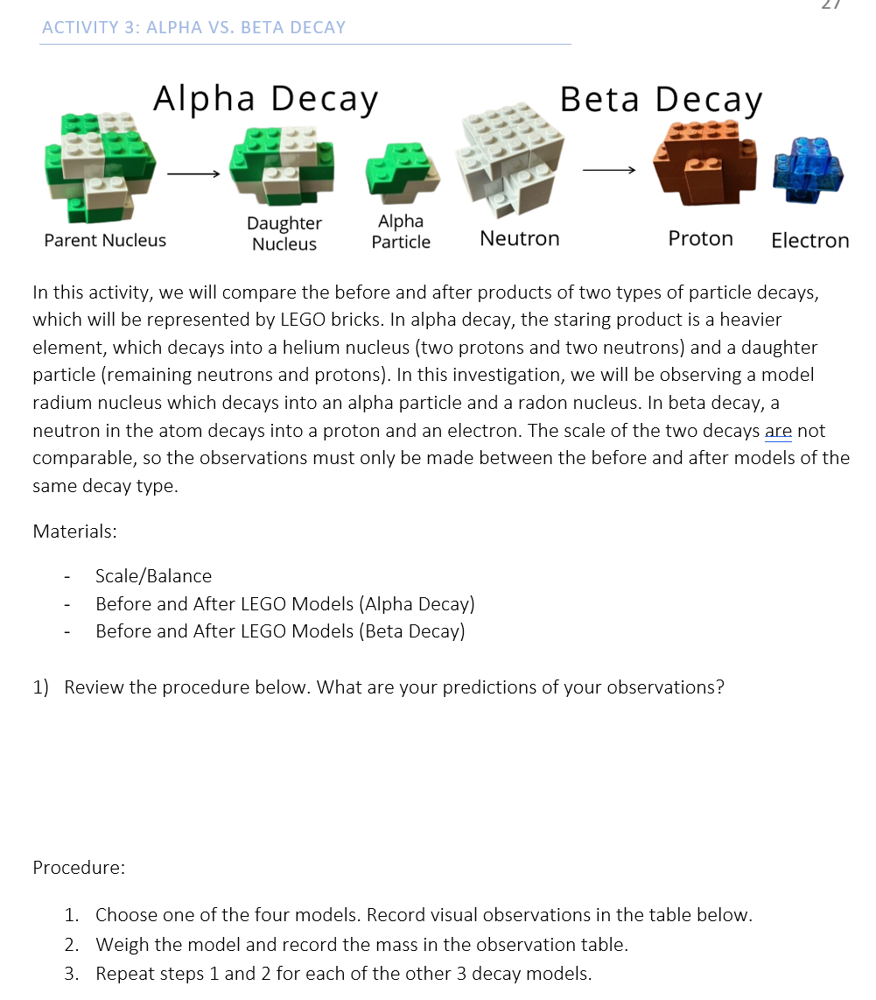 27
ACTIVITY 3: ALPHA VS. BETA DECAY
Alpha Decay
Beta Decay
Parent Nucleus
Daughter
Nucleus
Alpha
Particle
Neutron
Proton
Electron
In this activity, we will compare the before and after products of two types of particle decays,
which will be represented by LEGO bricks. In alpha decay, the staring product is a heavier
element, which decays into a helium nucleus (two protons and two neutrons) and a daughter
particle (remaining neutrons and protons). In this investigation, we will be observing a model
radium nucleus which decays into an alpha particle and a radon nucleus. In beta decay, a
neutron in the atom decays into a proton and an electron. The scale of the two decays are not
comparable, so the observations must only be made between the before and after models of the
same decay type.
Materials:
- Scale/Balance
- Before and After LEGO Models (Alpha Decay)
- Before and After LEGO Models (Beta Decay)
1) Review the procedure below. What are your predictions of your observations?
Procedure:
1. Choose one of the four models. Record visual observations in the table below.
2. Weigh the model and record the mass in the observation table.
3. Repeat steps 1 and 2 for each of the other 3 decay models.